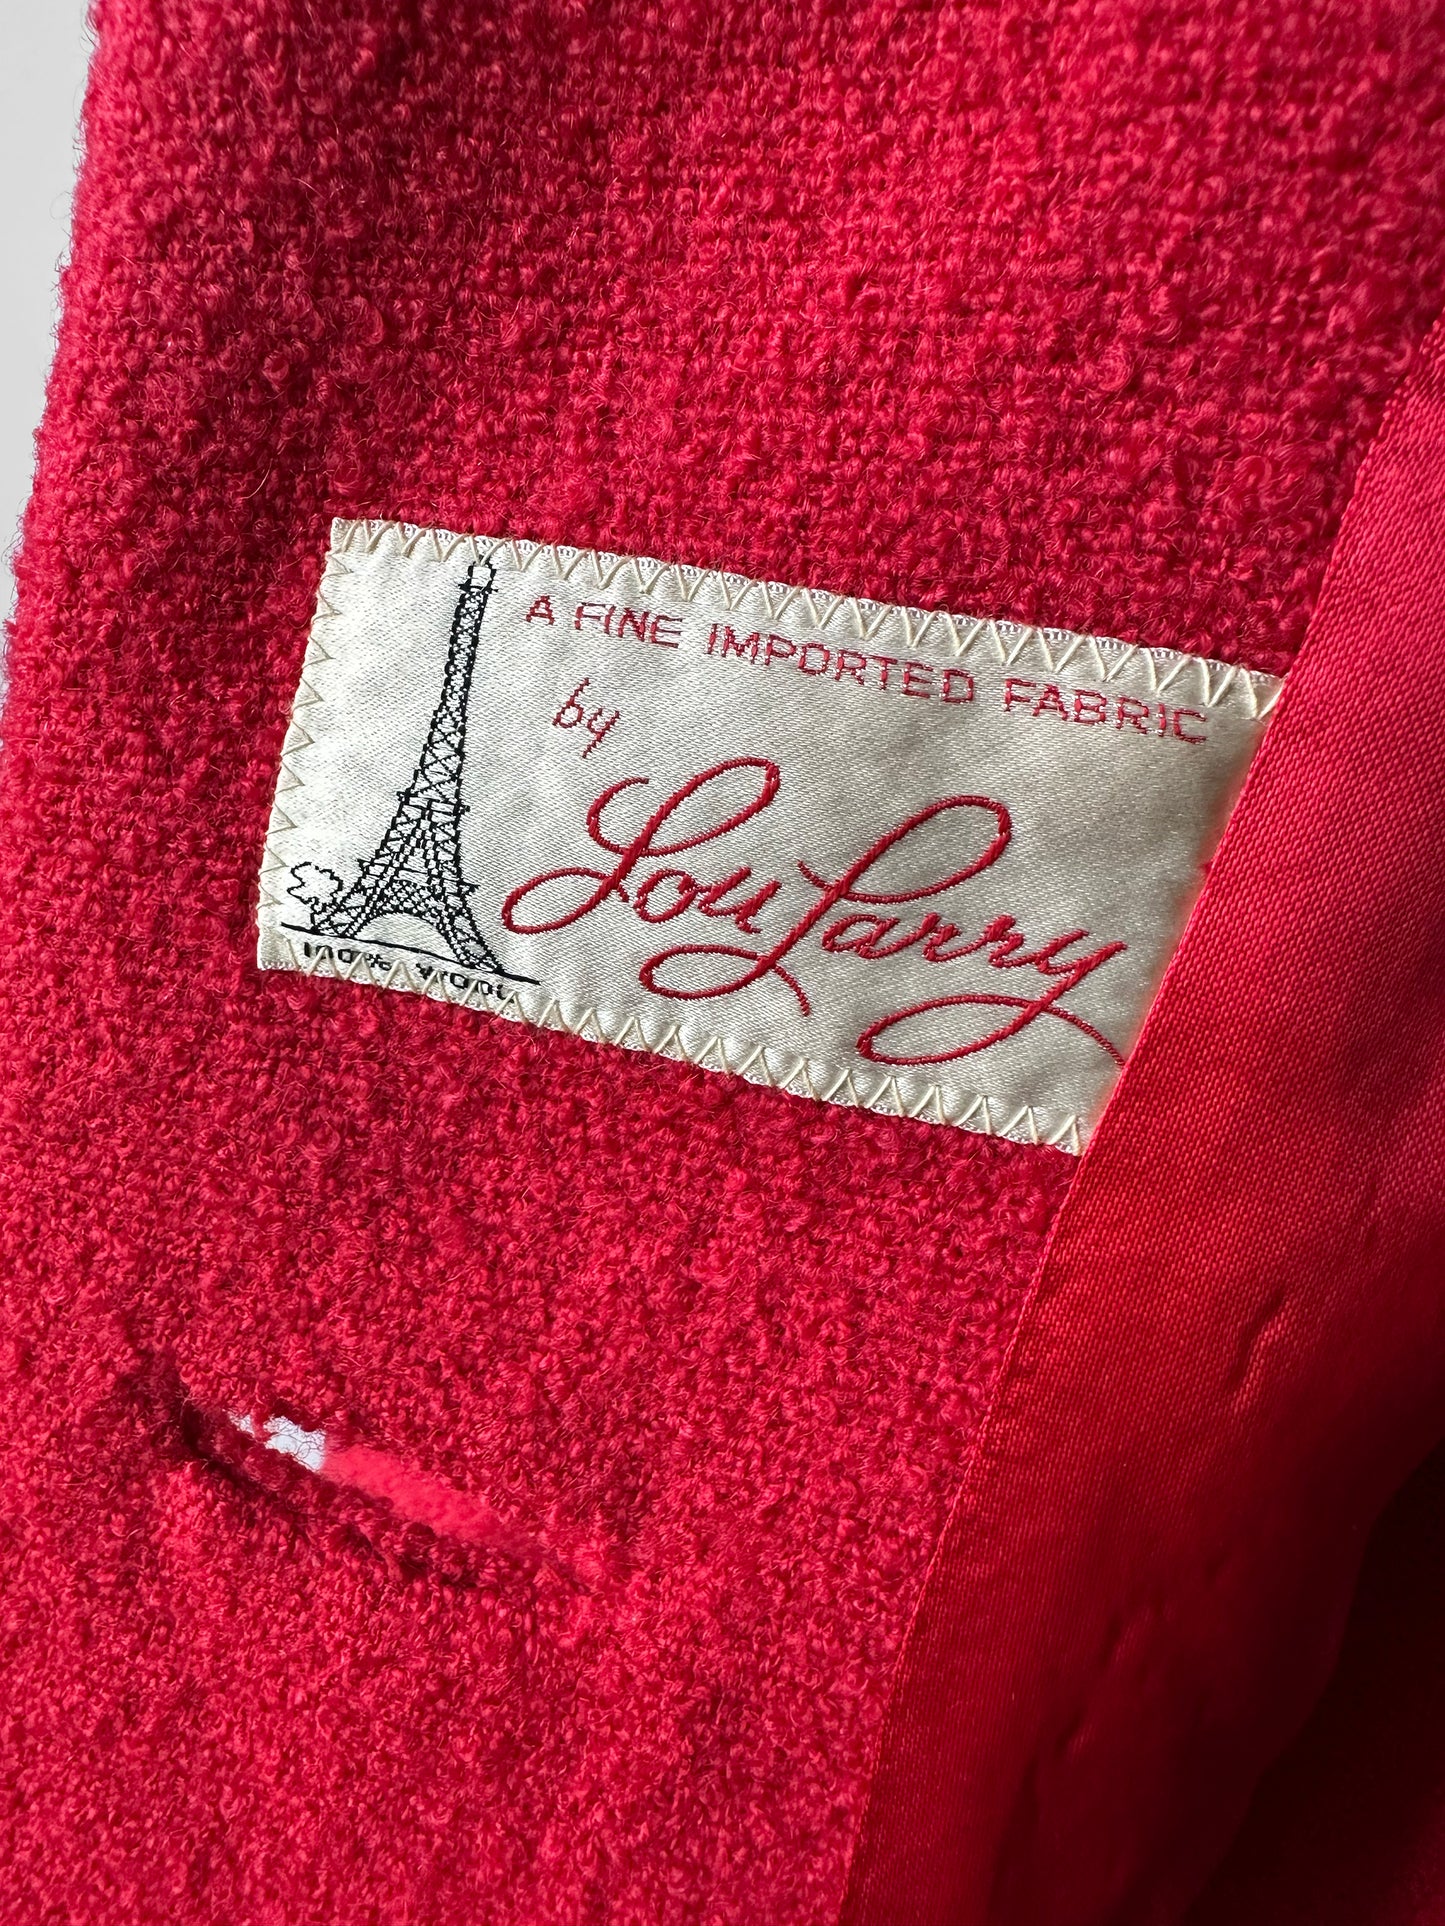 A FINE IMPORTED FABRIC
by
Lou Larry
100% WOOL